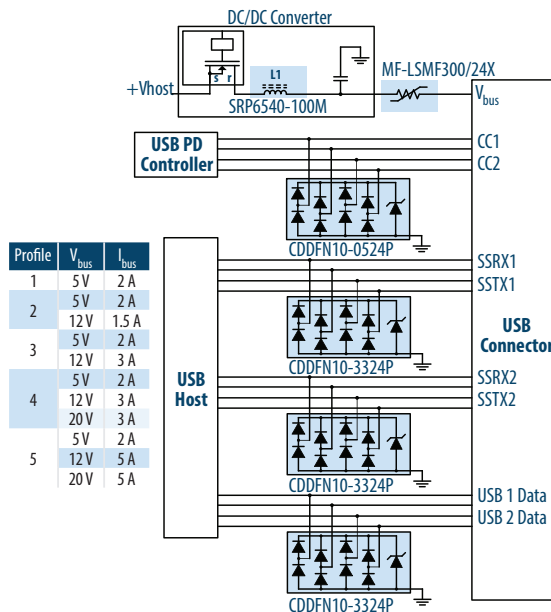 DC/DC Converter
s r
+Vhost
L1
SRP6540-100M
MF-LSMF300/24X
Vbus
USB PD
Controller
CC1
CC2
CDDFN10-0524P
Profile Vbus Ibus
1 5 V 2 A
2 5 V 2 A
12 V 1.5 A
3 5 V 2 A
12 V 3 A
4 5 V 2 A
12 V 3 A
20 V 3 A
5 5 V 2 A
12 V 5 A
20 V 5 A
USB
Host
SSRX1
SSTX1
CDDFN10-3324P
USB
Connector
SSRX2
SSTX2
CDDFN10-3324P
USB 1 Data
USB 2 Data
CDDFN10-3324P